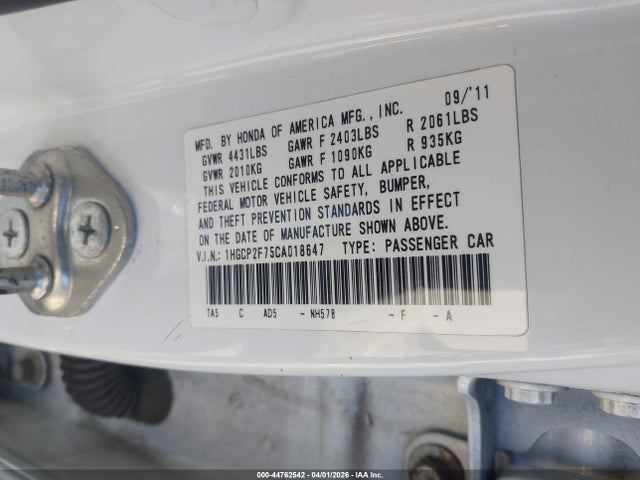 09/'11
MFD. BY HONDA OF AMERICA MFG., INC.
GVWR 4431LBS GAWR F 2403LBS R 2061LBS
GVWR 2010KG GAWR F 1090KG R 935KG
THIS VEHICLE CONFORMS TO ALL APPLICABLE
FEDERAL MOTOR VEHICLE SAFETY, BUMPER,
AND THEFT PREVENTION STANDARDS IN EFFECT
ON THE DATE OF MANUFACTURE SHOWN ABOVE.
V.I.N.: 1HGCP2F75CA018647 TYPE: PASSENGER CAR
TA5 C AD5 - NH578 - F - A
000-44762542 - 04/01/2026 - IAA Inc.